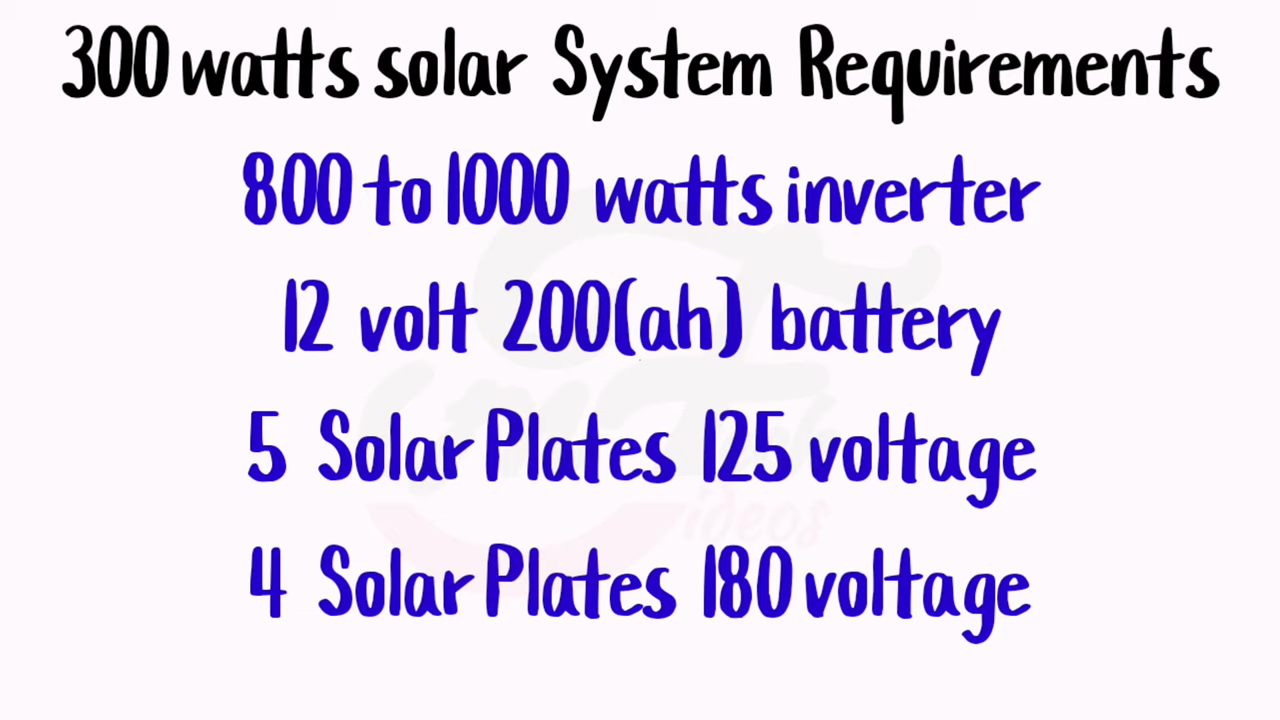 300 watts solar System Requirements
800 to 1000 watts inverter
12 volt 200(ah) battery
5 Solar Plates 125 voltage
4 Solar Plates 180 voltage